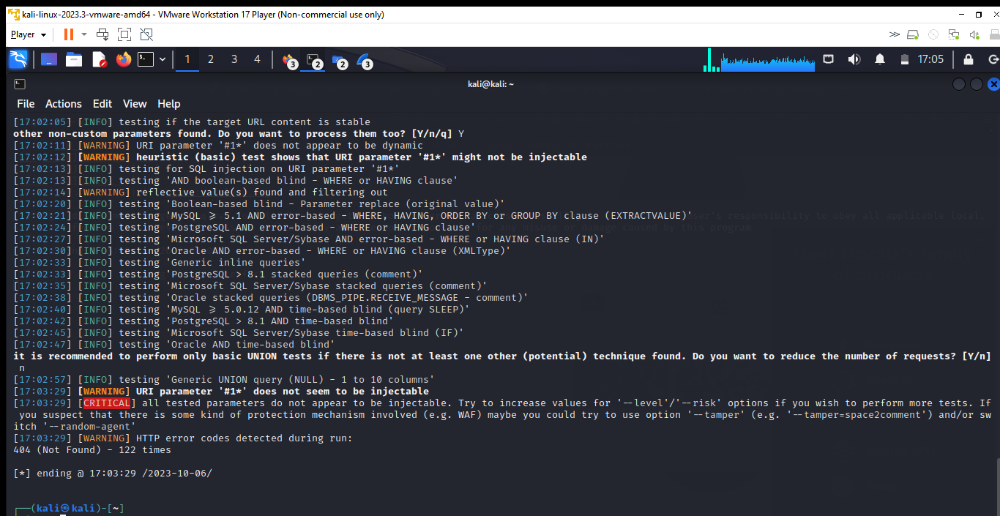 kali-linux-2023.3-vmware-amd64 - VMware Workstation 17 Player (Non-commercial use only)
Player
1 2 3 4 3 2 2 3 17:05
kali@kali: ~
File Actions Edit View Help
[17:02:05] [INFO] testing if the target URL content is stable
other non-custom parameters found. Do you want to process them too? [Y/n/q] Y
[17:02:11] [WARNING] URI parameter '#1*' does not appear to be dynamic
[17:02:12] [WARNING] heuristic (basic) test shows that URI parameter '#1*' might not be injectable
[17:02:13] [INFO] testing for SQL injection on URI parameter '#1*'
[17:02:13] [INFO] testing 'AND boolean-based blind - WHERE or HAVING clause'
[17:02:14] [WARNING] reflective value(s) found and filtering out
[17:02:20] [INFO] testing 'Boolean-based blind - Parameter replace (original value)'
[17:02:21] [INFO] testing 'MySQL ≥ 5.1 AND error-based - WHERE, HAVING, ORDER BY or GROUP BY clause (EXTRACTVALUE)' user's responsibility to obey all applicable local,
[17:02:24] [INFO] testing 'PostgreSQL AND error-based - WHERE or HAVING clause' for any misuse or damage caused by this program
[17:02:27] [INFO] testing 'Microsoft SQL Server/Sybase AND error-based - WHERE or HAVING clause (IN)'
[17:02:30] [INFO] testing 'Oracle AND error-based - WHERE or HAVING clause (XMLType)'
[17:02:33] [INFO] testing 'Generic inline queries'
[17:02:33] [INFO] testing 'PostgreSQL > 8.1 stacked queries (comment)'
[17:02:35] [INFO] testing 'Microsoft SQL Server/Sybase stacked queries (comment)'
[17:02:38] [INFO] testing 'Oracle stacked queries (DBMS_PIPE.RECEIVE_MESSAGE - comment)'
[17:02:40] [INFO] testing 'MySQL ≥ 5.0.12 AND time-based blind (query SLEEP)'
[17:02:42] [INFO] testing 'PostgreSQL > 8.1 AND time-based blind'
[17:02:45] [INFO] testing 'Microsoft SQL Server/Sybase time-based blind (IF)'
[17:02:47] [INFO] testing 'Oracle AND time-based blind'
it is recommended to perform only basic UNION tests if there is not at least one other (potential) technique found. Do you want to reduce the number of requests? [Y/n]
n
[17:02:57] [INFO] testing 'Generic UNION query (NULL) - 1 to 10 columns'
[17:03:29] [WARNING] URI parameter '#1*' does not seem to be injectable
[17:03:29] [CRITICAL] all tested parameters do not appear to be injectable. Try to increase values for '--level'/'--risk' options if you wish to perform more tests. If
you suspect that there is some kind of protection mechanism involved (e.g. WAF) maybe you could try to use option '--tamper' (e.g. '--tamper=space2comment') and/or sw
itch '--random-agent'
[17:03:29] [WARNING] HTTP error codes detected during run:
404 (Not Found) - 122 times
[*] ending @ 17:03:29 /2023-10-06/
(kali㉿kali)-[~]